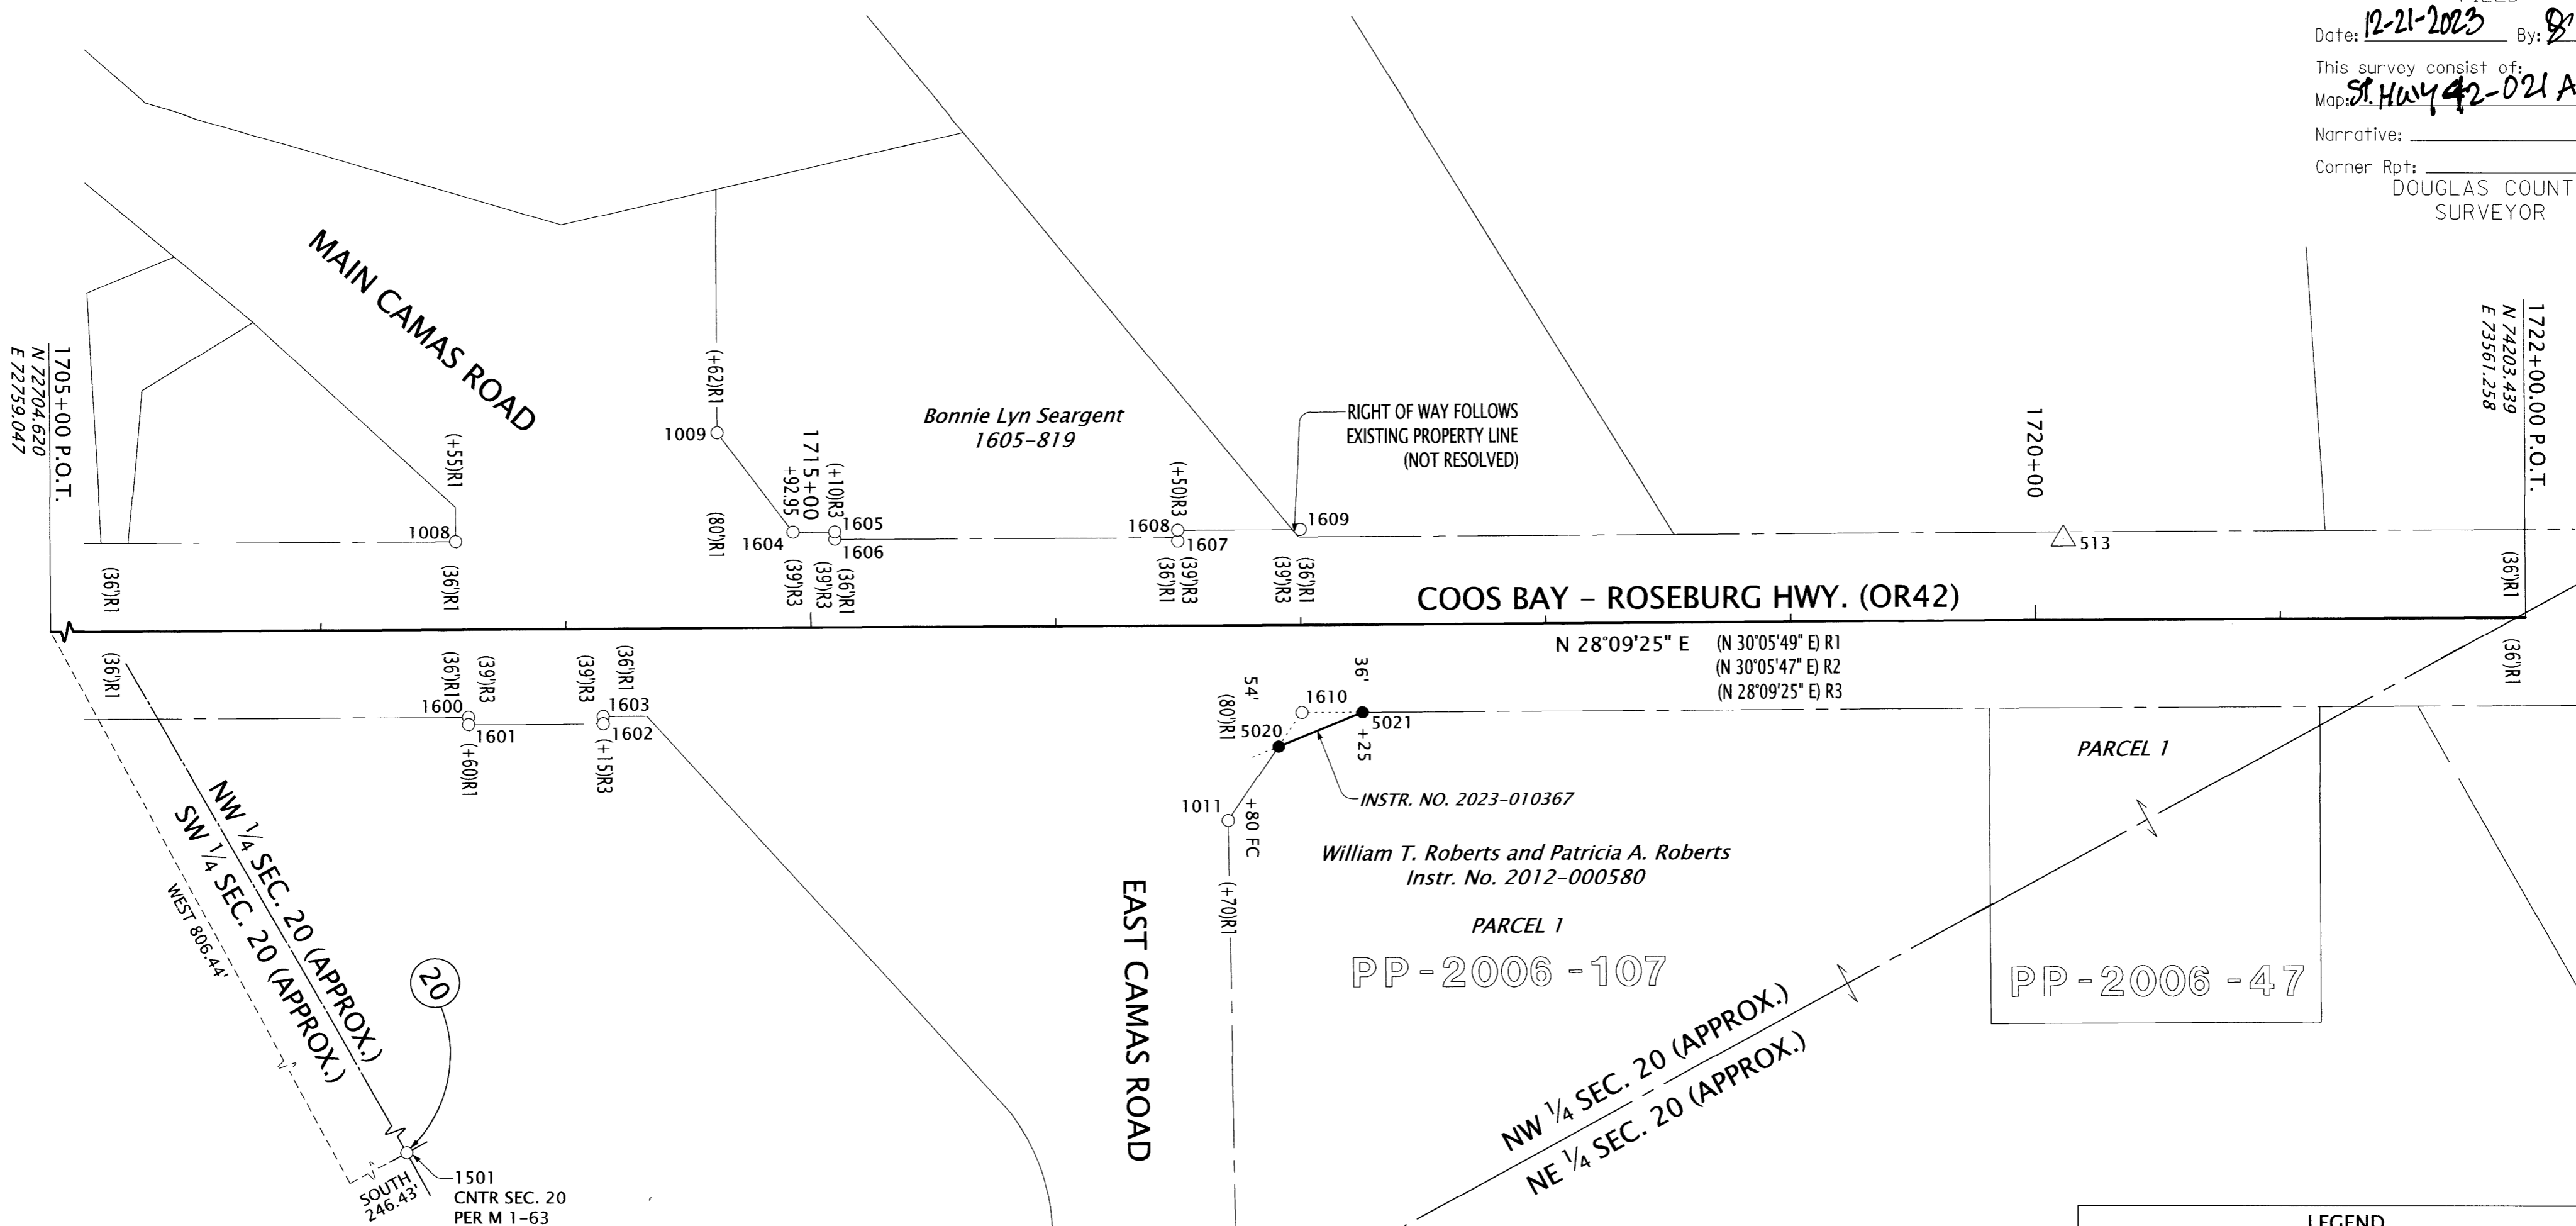 Date: 12-21-2023 By:
This survey consist of:
Map: St. Hwy 42-021 A
Narrative:
Corner Rpt:
DOUGLAS COUNT
SURVEYOR
MAIN CAMAS ROAD
1705+00 P.O.T.
N 72704.620
E 72759.047
(+55)R1
1008
(36')R1
(36')R1
(+62)R1
1009
(80')R1
1715+00
+92.95
(+10)R3
1604
1605
1606
(39')R3
(39')R3
(36')R1
Bonnie Lyn Seargent
1605-819
(+50)R3
1608
1607
(36')R1
(39')R3
1609
(39')R3
(36')R1
RIGHT OF WAY FOLLOWS
EXISTING PROPERTY LINE
(NOT RESOLVED)
1720+00
513
1722+00.00 P.O.T.
N 74203.439
E 73561.258
(36')R1
COOS BAY - ROSEBURG HWY. (OR42)
N 28°09'25" E (N 30°05'49" E) R1
(N 30°05'47" E) R2
(N 28°09'25" E) R3
(36')R1
(36')R1
(36')R1
(39')R3
1600
1601
(+60)R1
(39')R3
(36')R1
1603
1602
(+15)R3
54'
(80')R1
36'
1610
5020
5021
+25
INSTR. NO. 2023-010367
1011
+80 FC
(+70)R1
William T. Roberts and Patricia A. Roberts
Instr. No. 2012-000580
PARCEL 1
PP-2006-107
PARCEL 1
PP-2006-47
EAST CAMAS ROAD
NW 1/4 SEC. 20 (APPROX.)
SW 1/4 SEC. 20 (APPROX.)
WEST 806.44'
20
SOUTH
246.43'
1501
CNTR SEC. 20
PER M 1-63
NW 1/4 SEC. 20 (APPROX.)
NE 1/4 SEC. 20 (APPROX.)
LEGEND